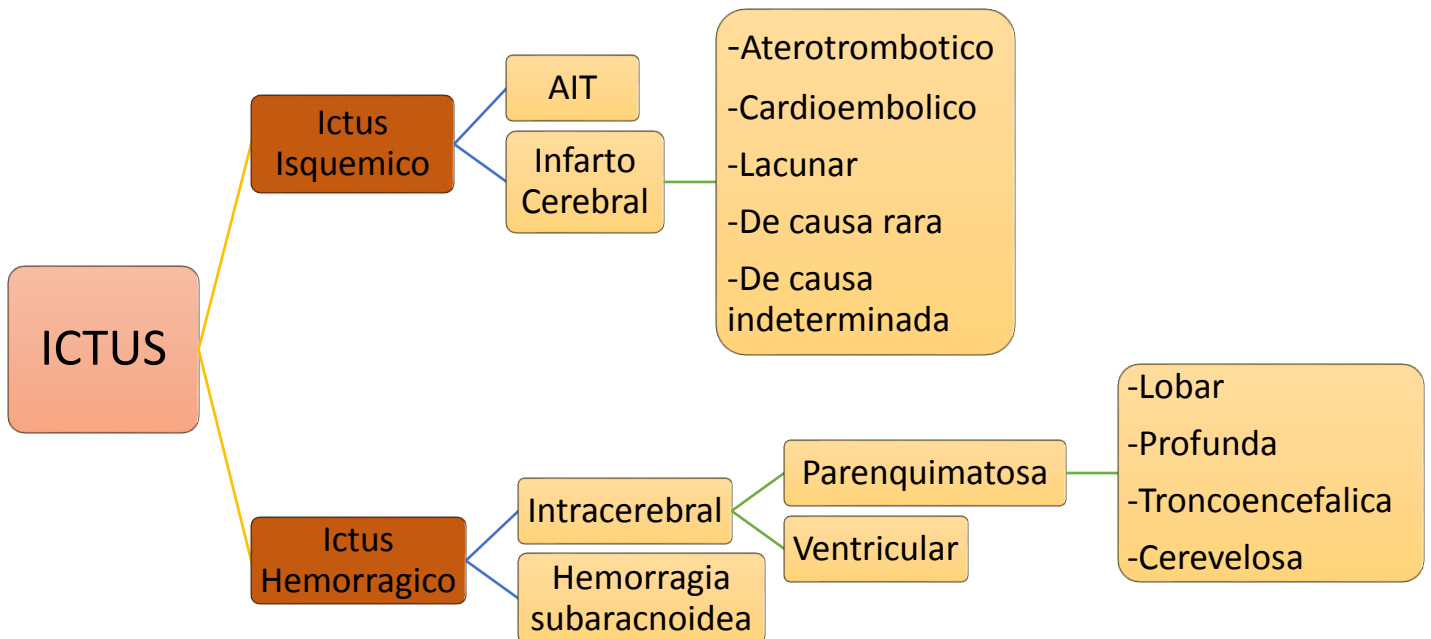 ICTUS
Ictus
Isquemico
AIT
Infarto
Cerebral
-Aterotrombotico
-Cardioembolico
-Lacunar
-De causa rara
-De causa
indeterminada
Ictus
Hemorragico
Intracerebral
Parenquimatosa
-Lobar
-Profunda
-Troncoencefalica
-Cerevelosa
Ventricular
Hemorragia
subaracnoidea